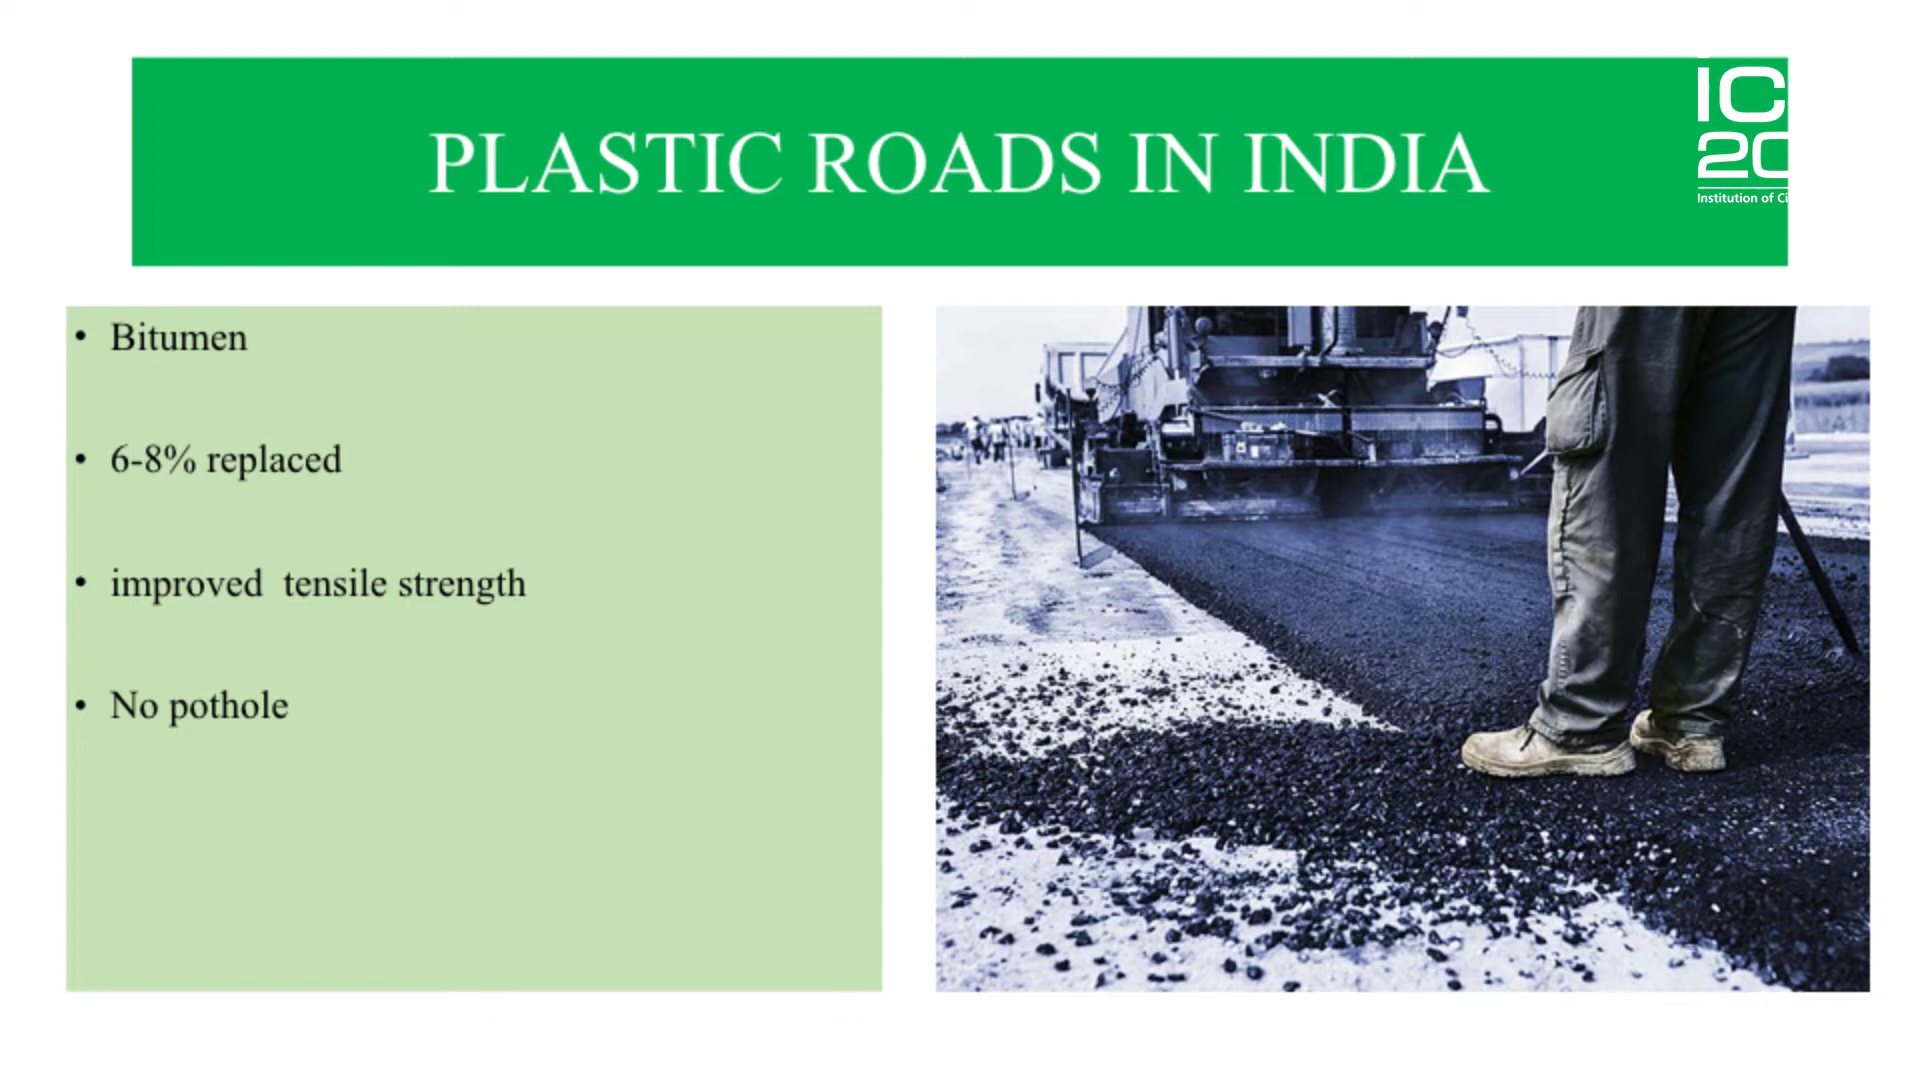 PLASTIC ROADS IN INDIA
iC
20
Institution of Ci
• Bitumen
• 6-8% replaced
• improved  tensile strength
• No pothole